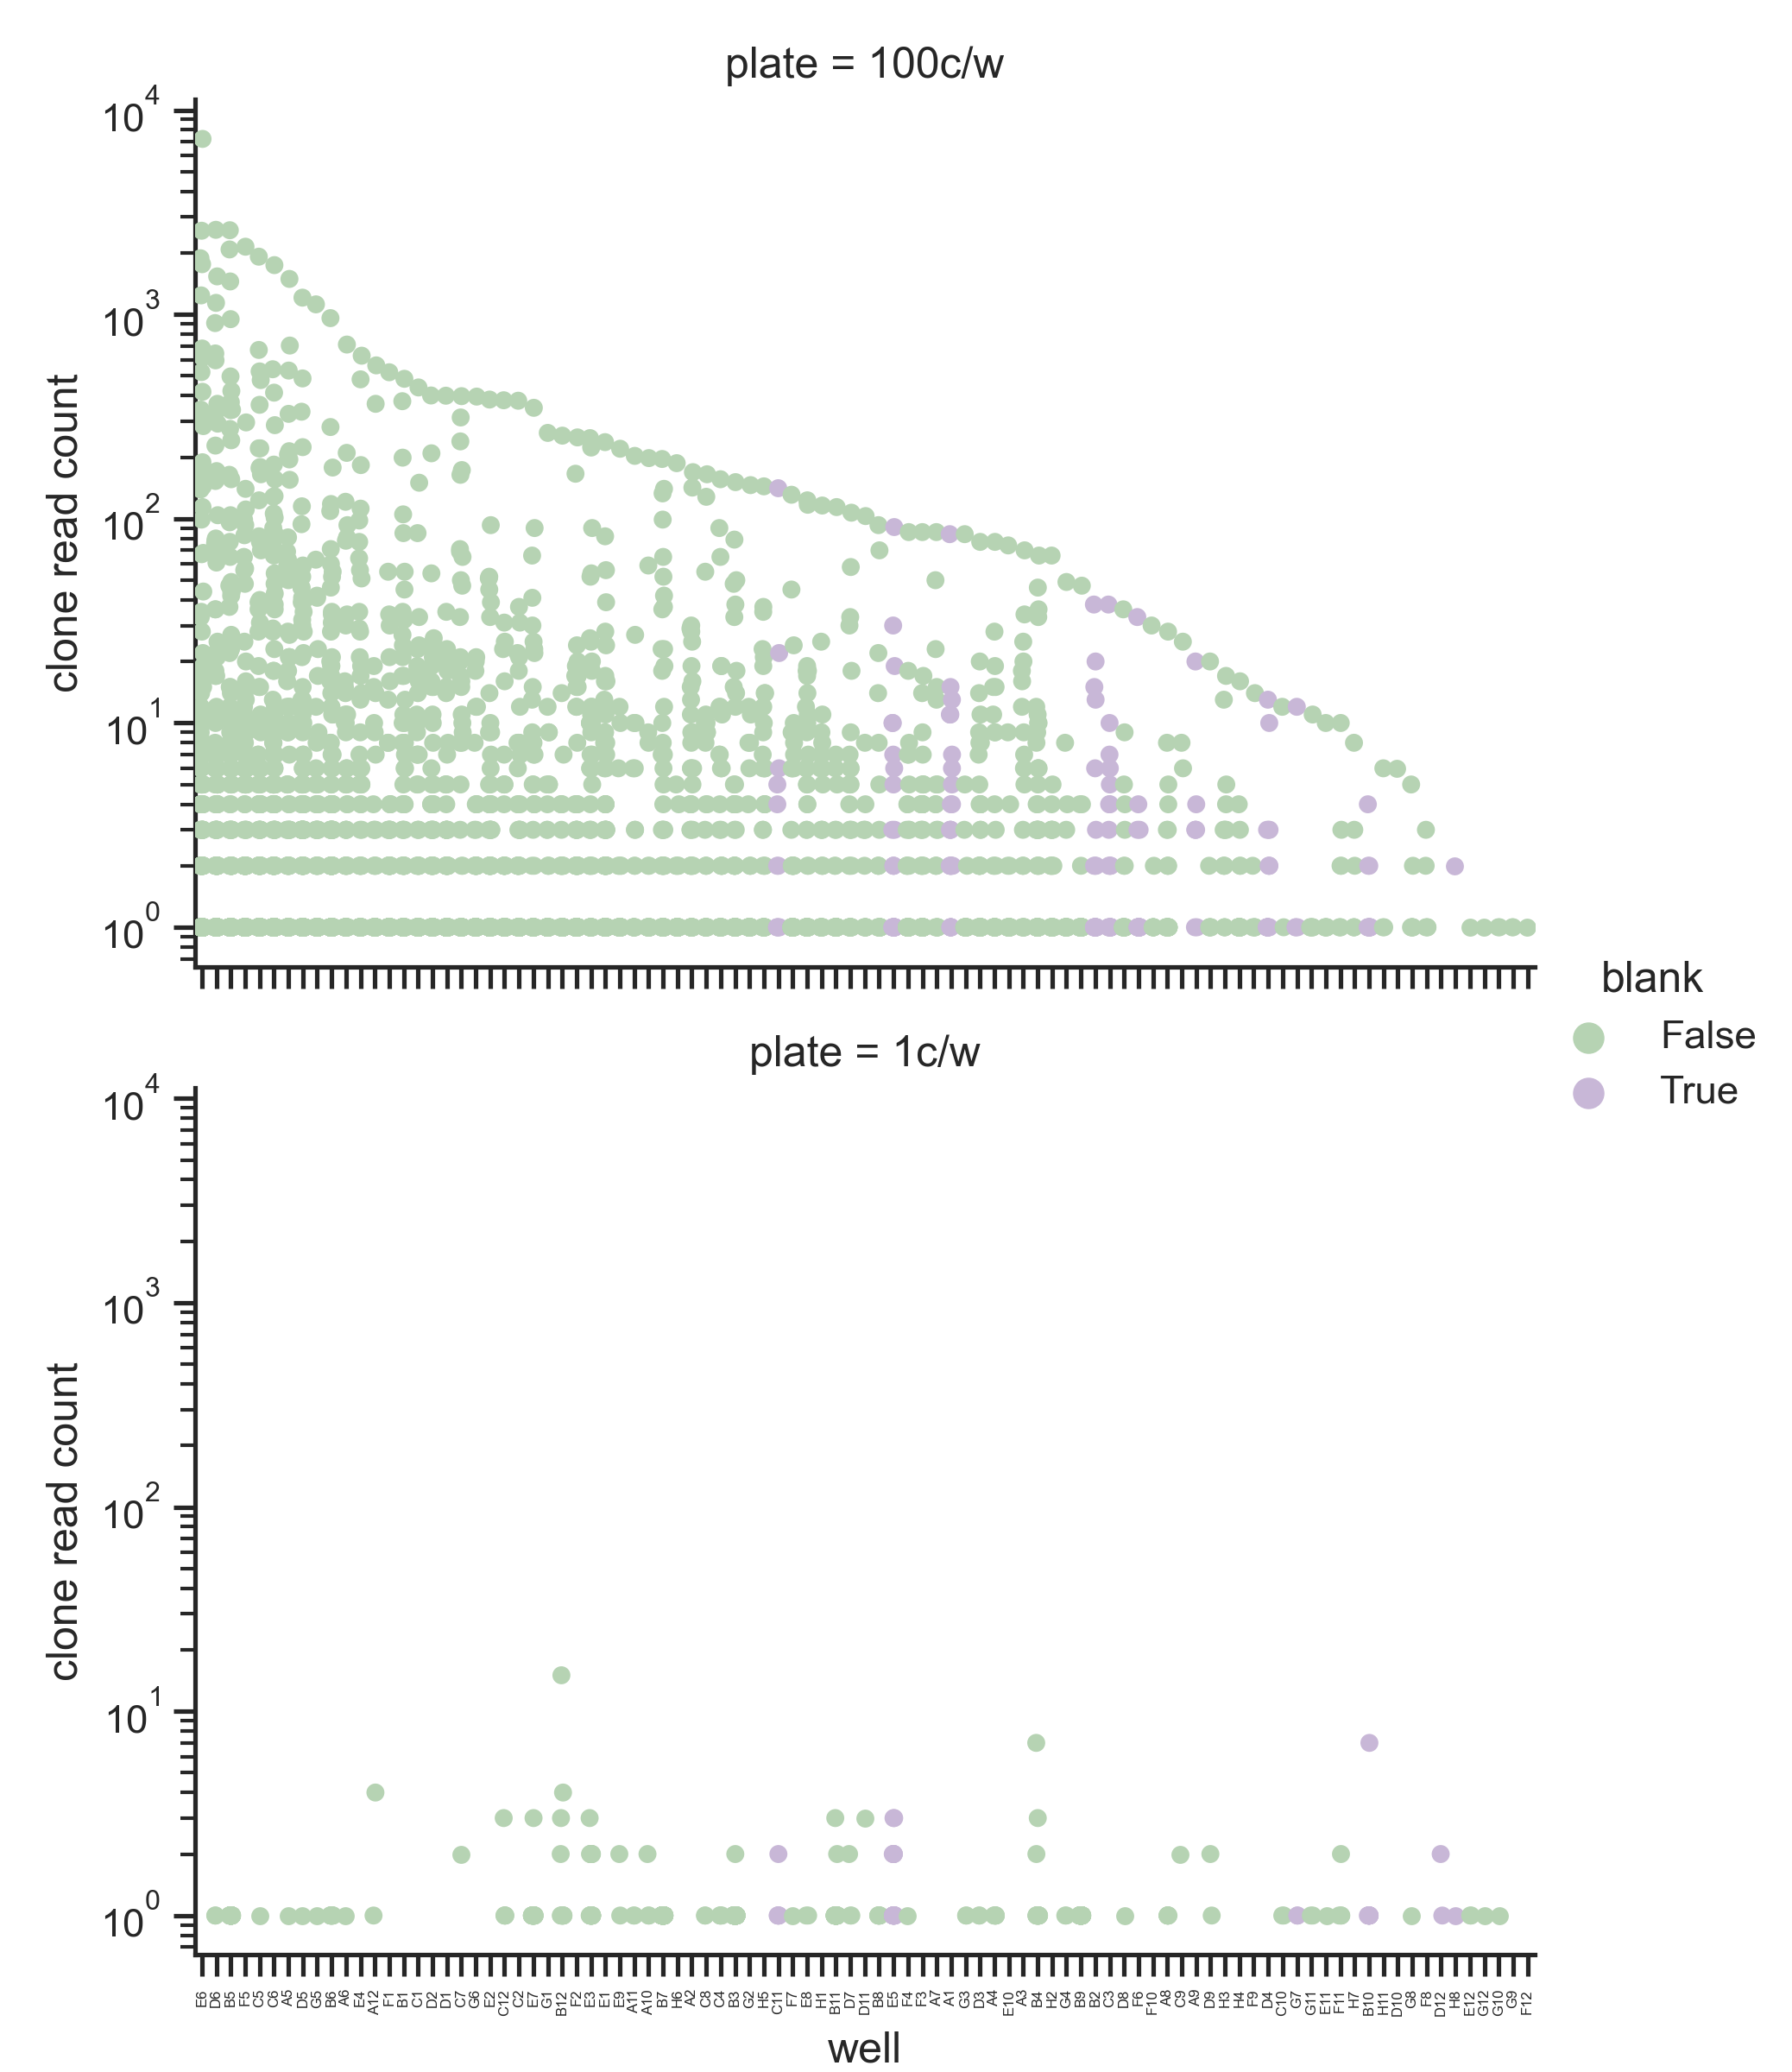 plate = 100c/w
10^4
10^3
10^2
10^1
10^0
clone read count
blank
False
True
plate = 1c/w
10^4
10^3
10^2
10^1
10^0
clone read count
E6 D6 B5 F5 C5 C6 A5 D5 G5 B6 A6 E4 A12 F1 B1 C1 D2 D1 C7 G6 E2 C12 C2 E7 G1 B12 F2 E3 E1 E9 A11 A10 B7 H6 A2 C8 C4 B3 G2 H5 C11 F7 E8 H1 B11 D7 D11 B8 E5 F4 F3 A7 A1 G3 D3 A4 E10 A3 B4 H2 G4 B9 B2 C3 D8 F6 F10 A8 C9 A9 D9 H3 H4 F9 D4 C10 G7 G11 E11 F11 H7 B10 H11 D10 G8 F8 D12 H8 E12 G12 G10 G9 F12
well